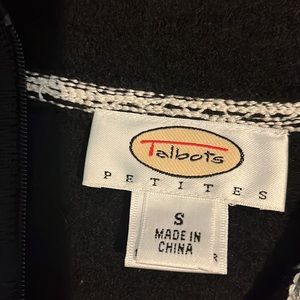 Talbots
PETITES
S
MADE IN
CHINA